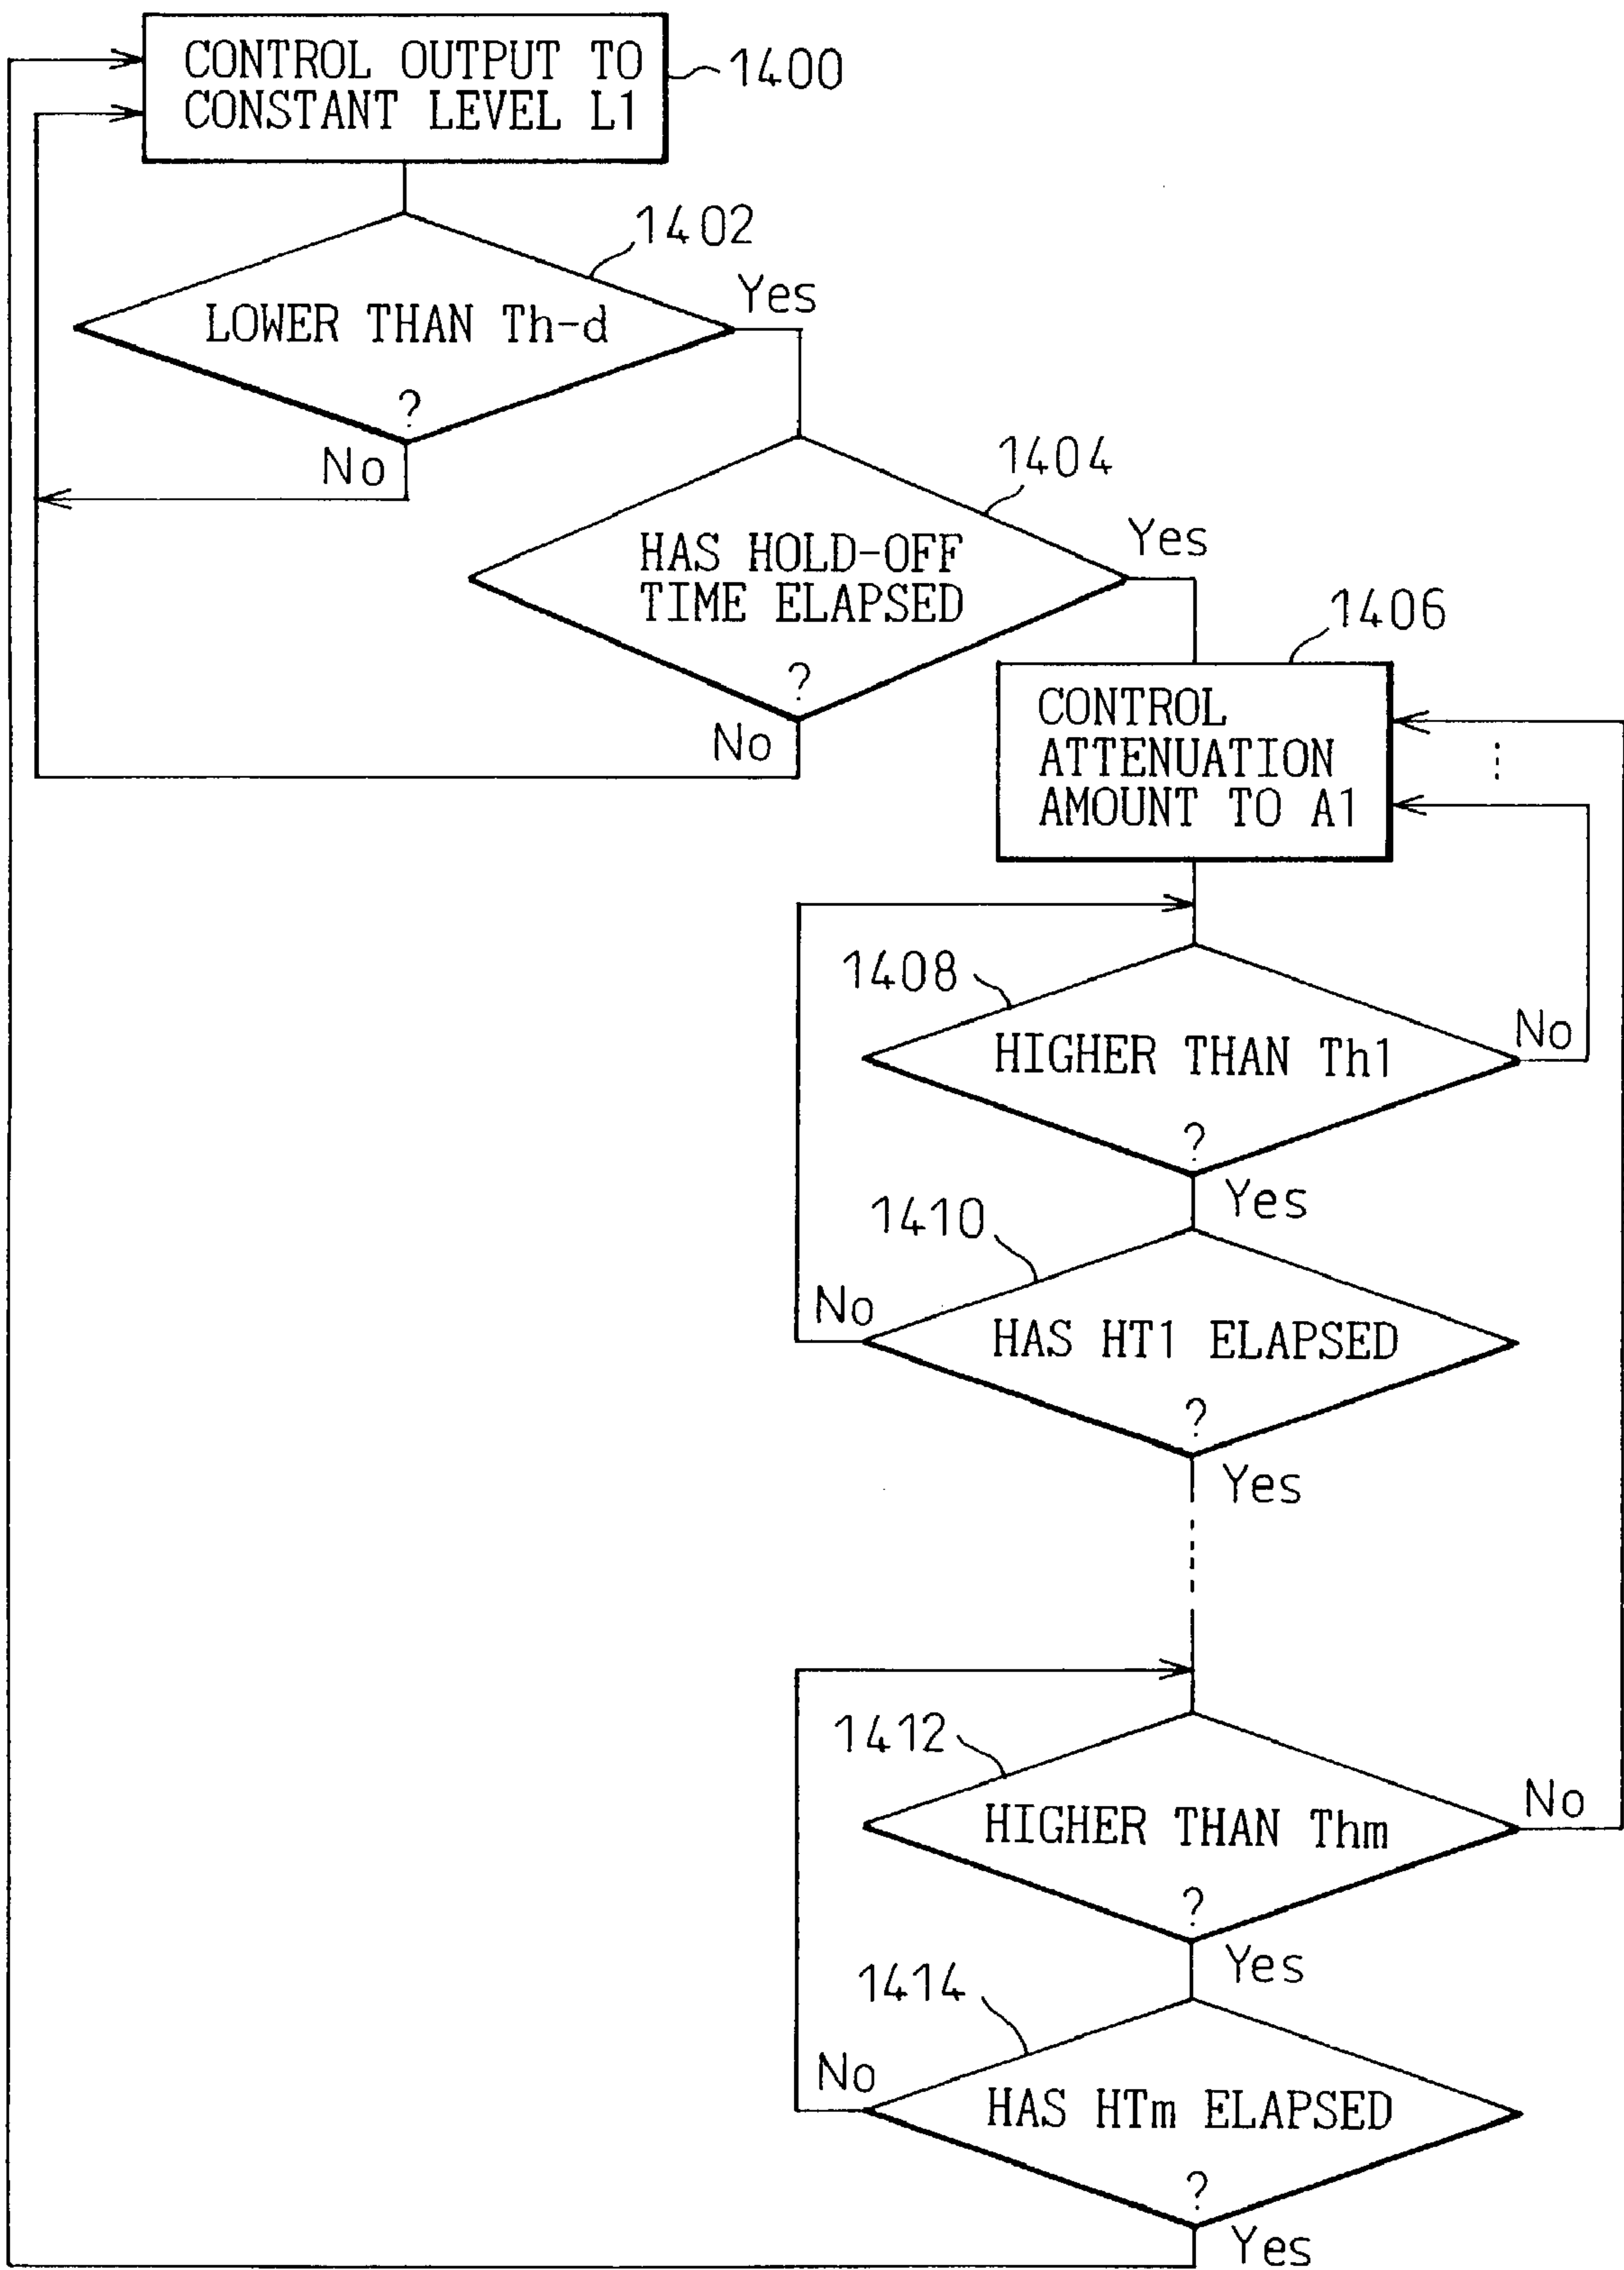 CONTROL OUTPUT TO
CONSTANT LEVEL L1
1400
1402
LOWER THAN Th-d
?
Yes
No
1404
HAS HOLD-OFF
TIME ELAPSED
?
Yes
No
1406
CONTROL
ATTENUATION
AMOUNT TO A1
1408
HIGHER THAN Th1
?
No
Yes
1410
HAS HT1 ELAPSED
?
No
Yes
1412
HIGHER THAN Thm
?
No
Yes
1414
HAS HTm ELAPSED
?
No
Yes